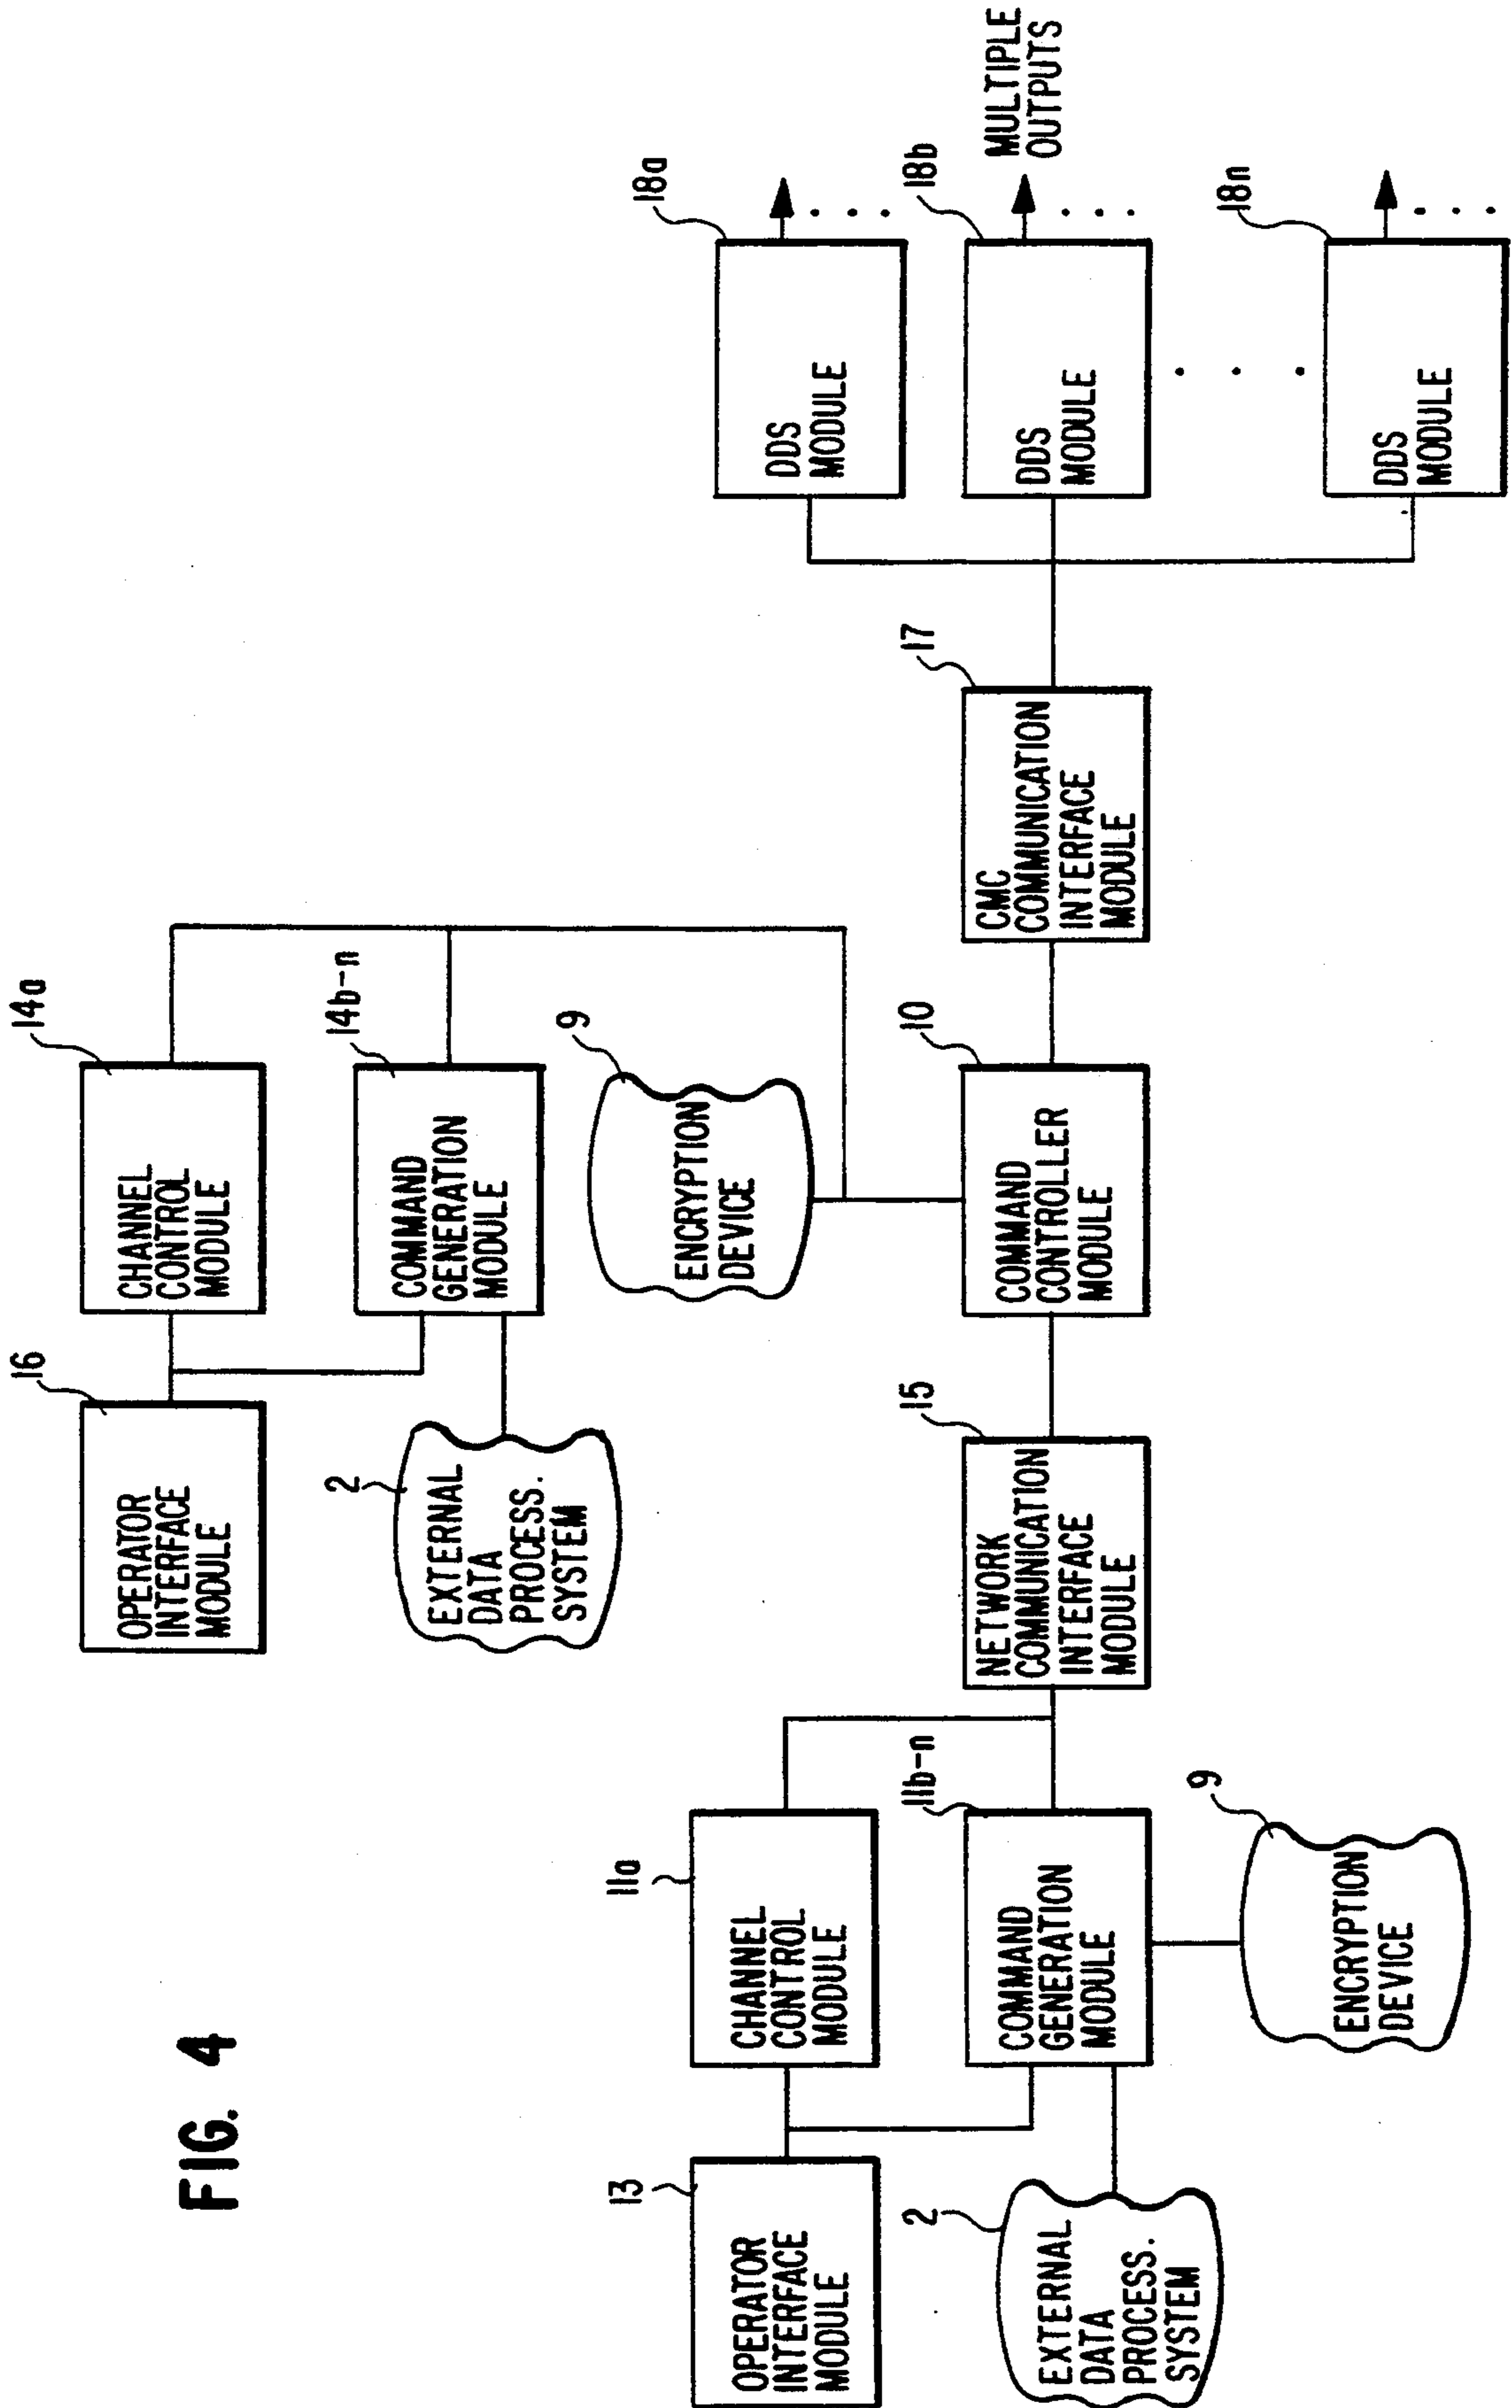 FIG. 4
16
OPERATOR
INTERFACE
MODULE
14a
CHANNEL
CONTROL
MODULE
2
EXTERNAL
DATA
PROCESS.
SYSTEM
14b-n
COMMAND
GENERATION
MODULE
9
ENCRYPTION
DEVICE
13
OPERATOR
INTERFACE
MODULE
11a
CHANNEL
CONTROL
MODULE
2
EXTERNAL
DATA
PROCESS.
SYSTEM
11b-n
COMMAND
GENERATION
MODULE
9
ENCRYPTION
DEVICE
15
NETWORK
COMMUNICATION
INTERFACE
MODULE
10
COMMAND
CONTROLLER
MODULE
17
CMC
COMMUNICATION
INTERFACE
MODULE
18a
DDS
MODULE
18b
DDS
MODULE
MULTIPLE
OUTPUTS
18n
DDS
MODULE